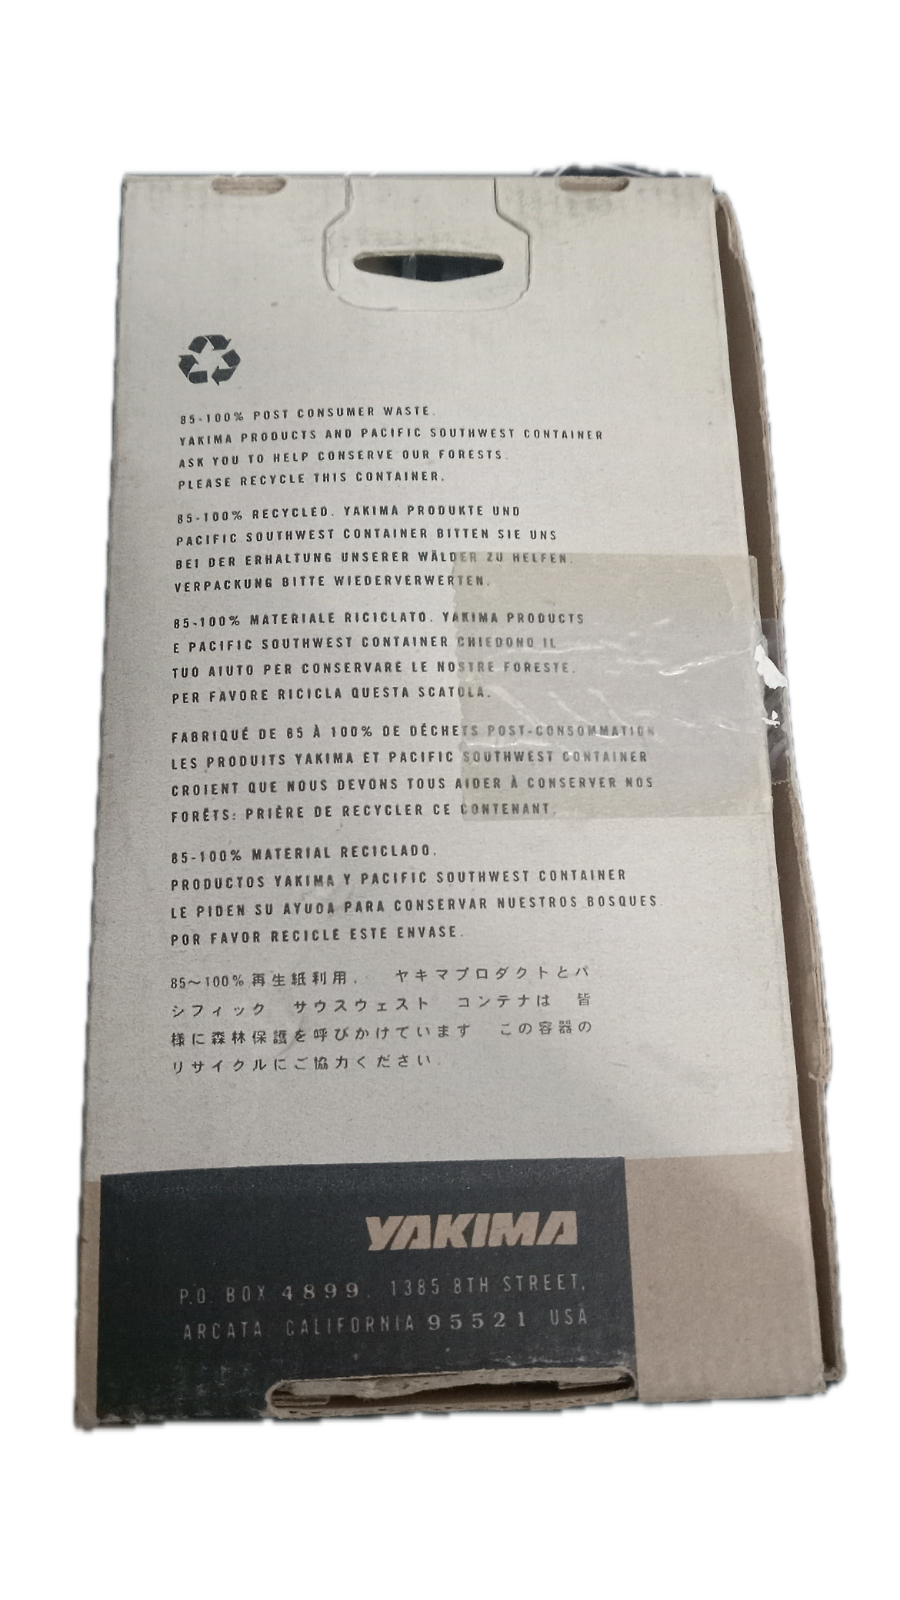 85-100% POST CONSUMER WASTE.
YAKIMA PRODUCTS AND PACIFIC SOUTHWEST CONTAINER
ASK YOU TO HELP CONSERVE OUR FORESTS.
PLEASE RECYCLE THIS CONTAINER.
85-100% RECYCLED. YAKIMA PRODUKTE UND
PACIFIC SOUTHWEST CONTAINER BITTEN SIE UNS
BEI DER ERHALTUNG UNSERER WÄLDER ZU HELFEN.
VERPACKUNG BITTE WIEDERVERWERTEN.
85-100% MATERIALE RICICLATO. YAKIMA PRODUCTS
E PACIFIC SOUTHWEST CONTAINER CHIEDONO IL
TUO AIUTO PER CONSERVARE LE NOSTRE FORESTE.
PER FAVORE RICICLA QUESTA SCATOLA.
FABRIQUÉ DE 85 À 100% DE DÉCHETS POST-CONSOMMATION
LES PRODUITS YAKIMA ET PACIFIC SOUTHWEST CONTAINER
CROIENT QUE NOUS DEVONS TOUS AIDER À CONSERVER NOS
FORÊTS: PRIÈRE DE RECYCLER CE CONTENANT.
85-100% MATERIAL RECICLADO.
PRODUCTOS YAKIMA Y PACIFIC SOUTHWEST CONTAINER
LE PIDEN SU AYUDA PARA CONSERVAR NUESTROS BOSQUES.
POR FAVOR RECICLE ESTE ENVASE.
85～100%再生紙利用. ヤキマプロダクトとパ
シフィック サウスウェスト コンテナは 皆
様に森林保護を呼びかけています この容器の
リサイクルにご協力ください.
YAKIMA
P.O. BOX 4899. 1385 8TH STREET,
ARCATA CALIFORNIA 95521 USA